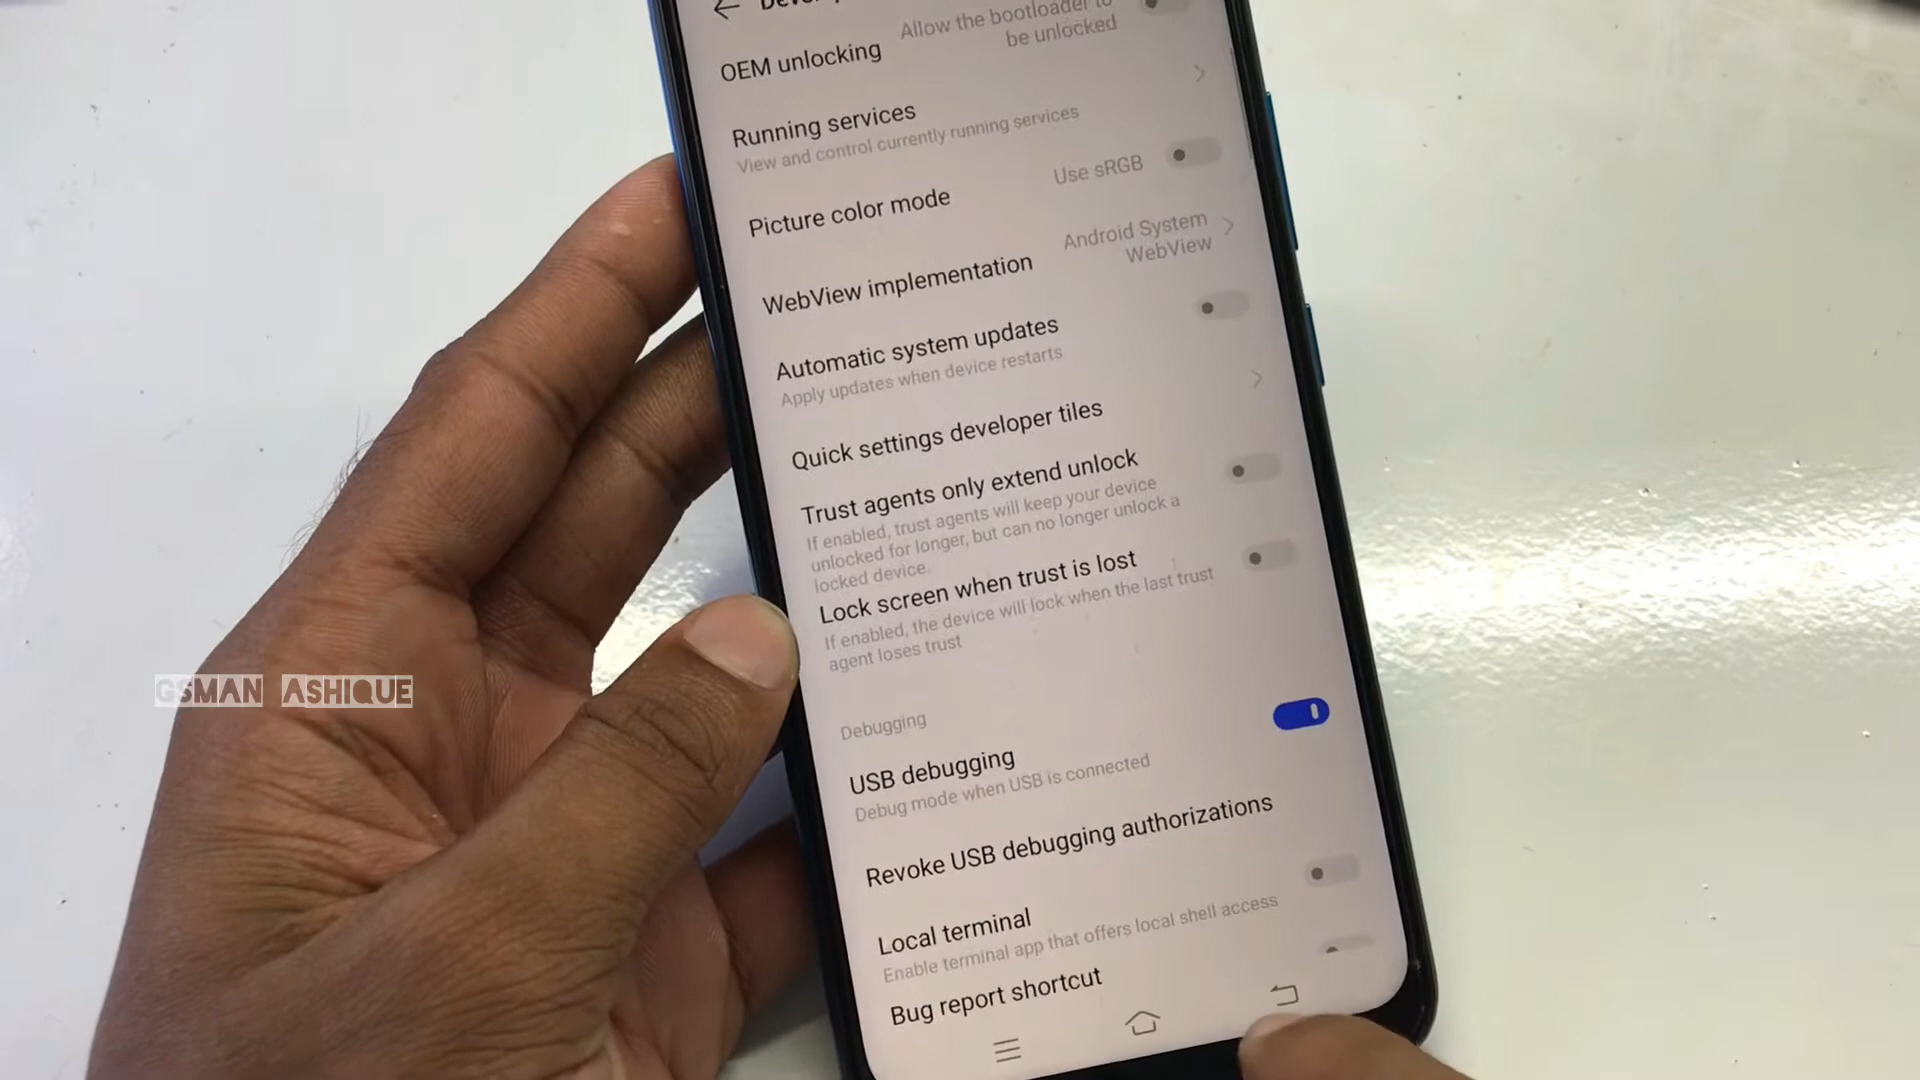 OEM unlocking
Allow the bootloader to
be unlocked
Running services
View and control currently running services
Picture color mode
Use sRGB
WebView implementation
Android System
WebView
Automatic system updates
Apply updates when device restarts
Quick settings developer tiles
Trust agents only extend unlock
If enabled, trust agents will keep your device
unlocked for longer, but can no longer unlock a
locked device.
Lock screen when trust is lost
If enabled, the device will lock when the last trust
agent loses trust
Debugging
USB debugging
Debug mode when USB is connected
Revoke USB debugging authorizations
Local terminal
Enable terminal app that offers local shell access
Bug report shortcut
GSMAN ASHIQUE